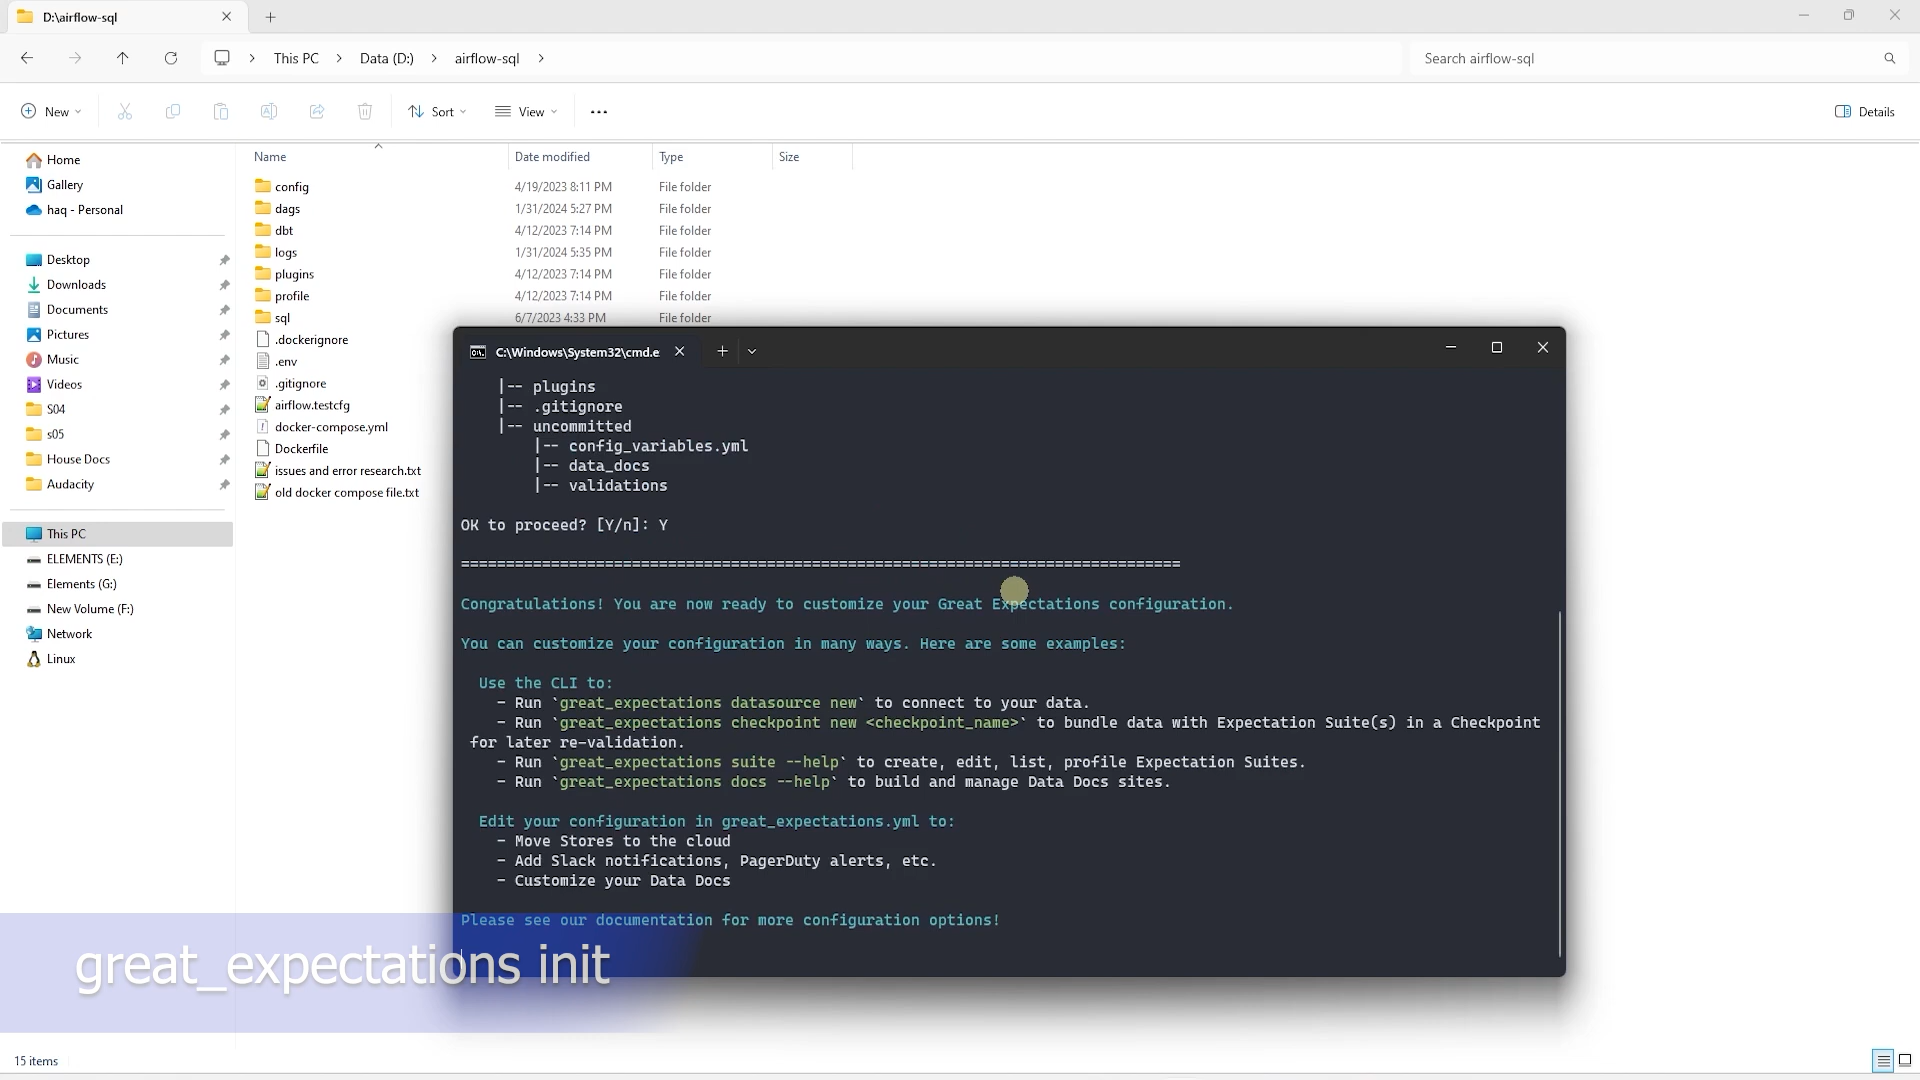 D:\airflow-sql
This PC
Data (D:)
airflow-sql
Search airflow-sql
New
Sort
View
Details
Home
Gallery
haq - Personal
Desktop
Downloads
Documents
Pictures
Music
Videos
S04
s05
House Docs
Audacity
This PC
ELEMENTS (E:)
Elements (G:)
New Volume (F:)
Network
Linux
Name Date modified Type Size
config 4/19/2023 8:11 PM File folder
dags 1/31/2024 5:27 PM File folder
dbt 4/12/2023 7:14 PM File folder
logs 1/31/2024 5:35 PM File folder
plugins 4/12/2023 7:14 PM File folder
profile 4/12/2023 7:14 PM File folder
sql 6/7/2023 4:33 PM File folder
.dockerignore
.env
.gitignore
airflow.testcfg
docker-compose.yml
Dockerfile
issues and error research.txt
old docker compose file.txt
C:\Windows\System32\cmd.e
|-- plugins
|-- .gitignore
|-- uncommitted
|-- config_variables.yml
|-- data_docs
|-- validations
OK to proceed? [Y/n]: Y
================================================================================
Congratulations! You are now ready to customize your Great Expectations configuration.
You can customize your configuration in many ways. Here are some examples:
Use the CLI to:
- Run `great_expectations datasource new` to connect to your data.
- Run `great_expectations checkpoint new <checkpoint_name>` to bundle data with Expectation Suite(s) in a Checkpoint
for later re-validation.
- Run `great_expectations suite --help` to create, edit, list, profile Expectation Suites.
- Run `great_expectations docs --help` to build and manage Data Docs sites.
Edit your configuration in great_expectations.yml to:
- Move Stores to the cloud
- Add Slack notifications, PagerDuty alerts, etc.
- Customize your Data Docs
Please see our documentation for more configuration options!
great_expectations init
15 items